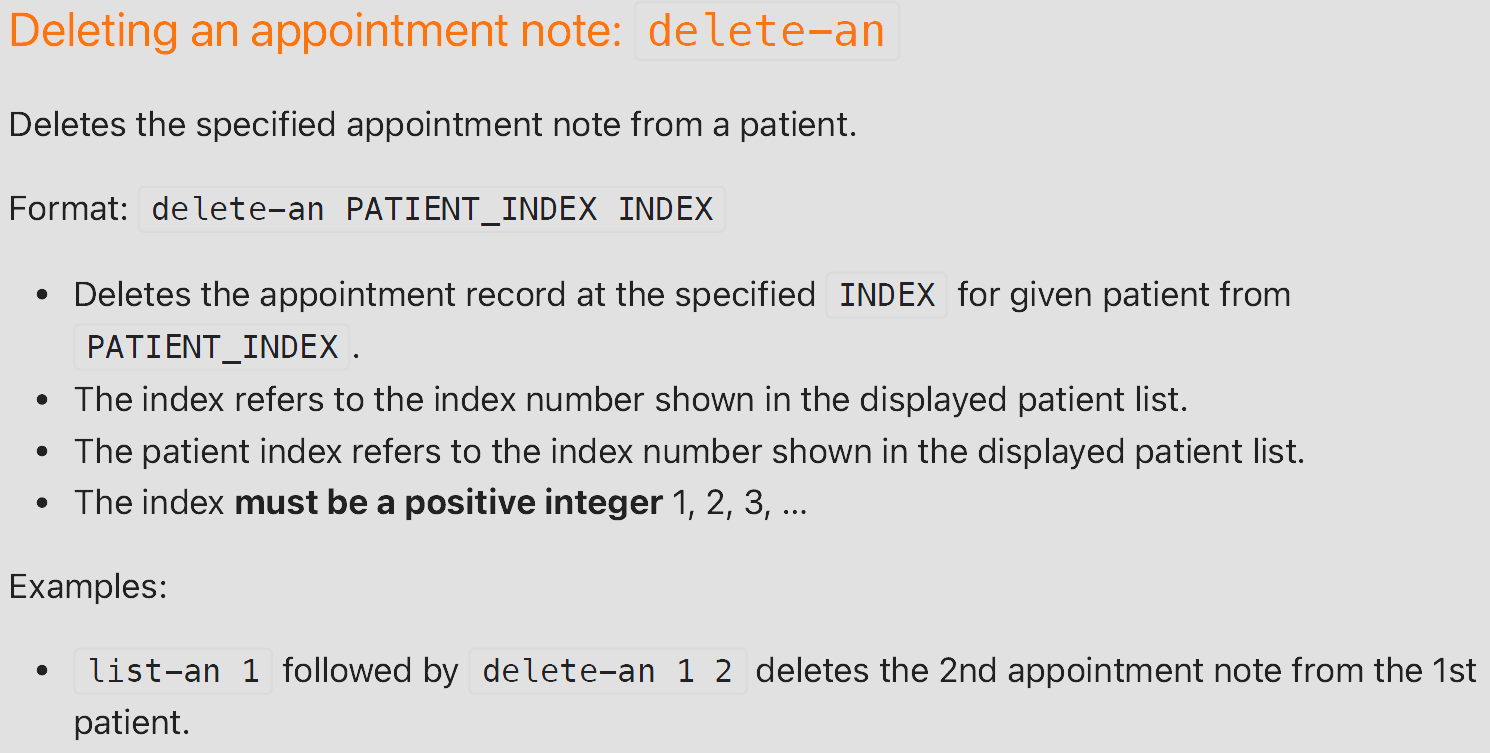 Deleting an appointment note: delete-an
Deletes the specified appointment note from a patient.
Format: delete-an PATIENT_INDEX INDEX
• Deletes the appointment record at the specified INDEX for given patient from
PATIENT_INDEX.
• The index refers to the index number shown in the displayed patient list.
• The patient index refers to the index number shown in the displayed patient list.
• The index must be a positive integer 1, 2, 3, …
Examples:
• list-an 1 followed by delete-an 1 2 deletes the 2nd appointment note from the 1st
patient.